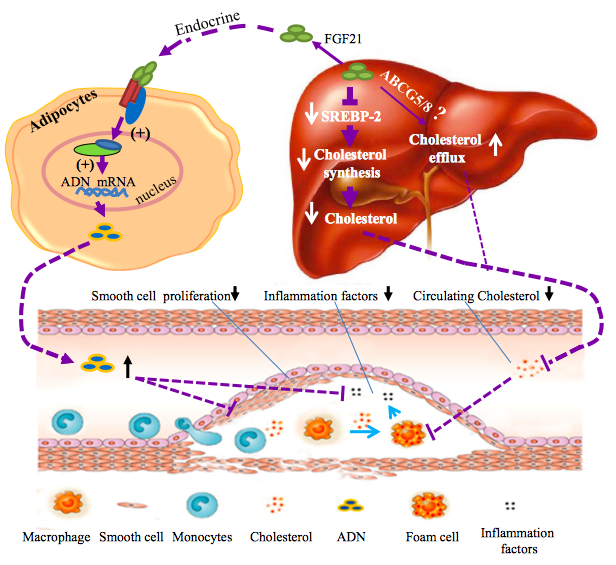 Endocrine
FGF21
Adipocytes
(+)
(+)
ADN mRNA
nucleus
ABCG5/8 ?
SREBP-2
Cholesterol
synthesis
Cholesterol
Cholesterol
efflux
Smooth cell proliferation
Inflammation factors
Circulating Cholesterol
Macrophage Smooth cell Monocytes Cholesterol ADN Foam cell Inflammation
factors